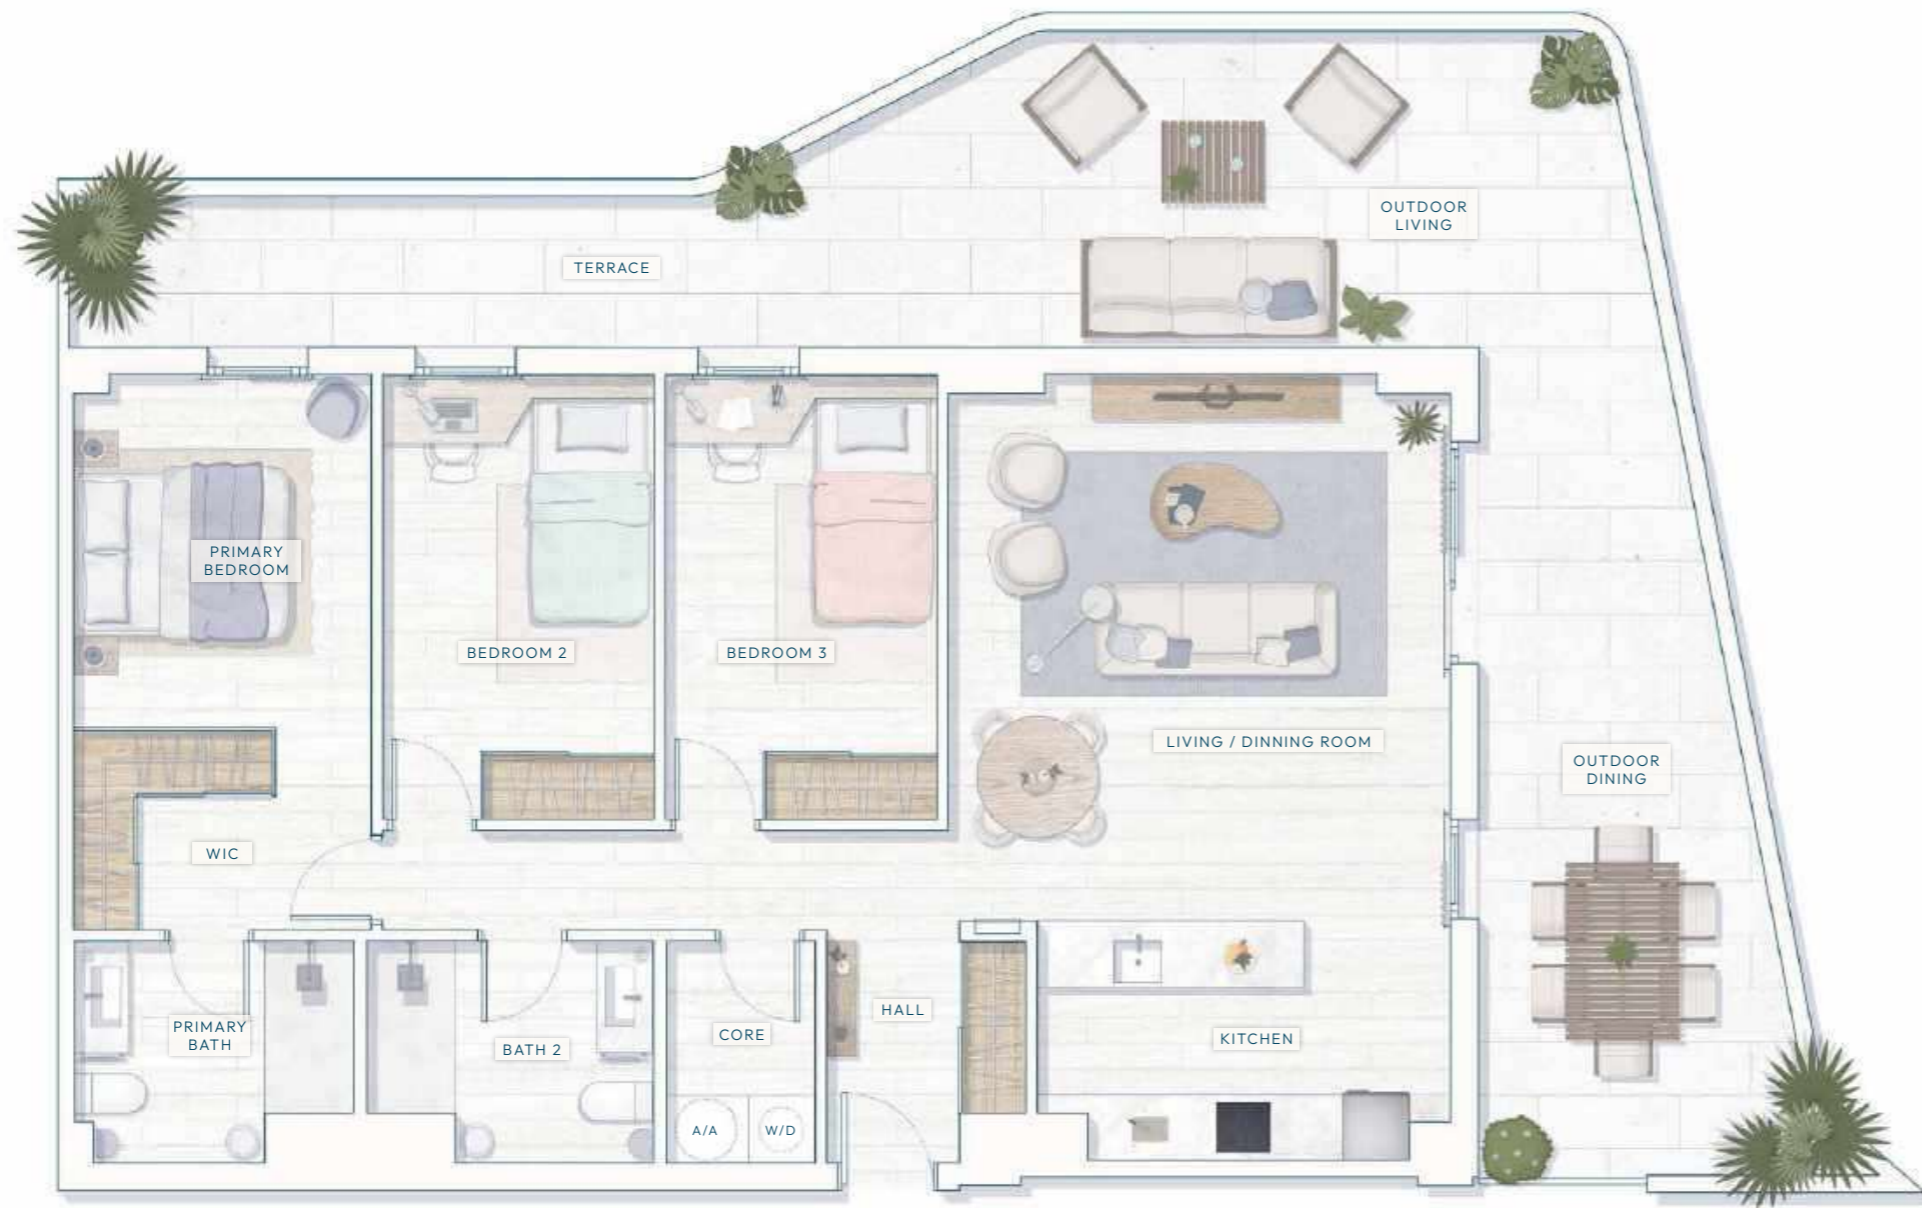 OUTDOOR
LIVING
TERRACE
PRIMARY
BEDROOM
BEDROOM 2
BEDROOM 3
LIVING / DINNING ROOM
OUTDOOR
DINING
WIC
HALL
PRIMARY
BATH
BATH 2
CORE
KITCHEN
A/A
W/D